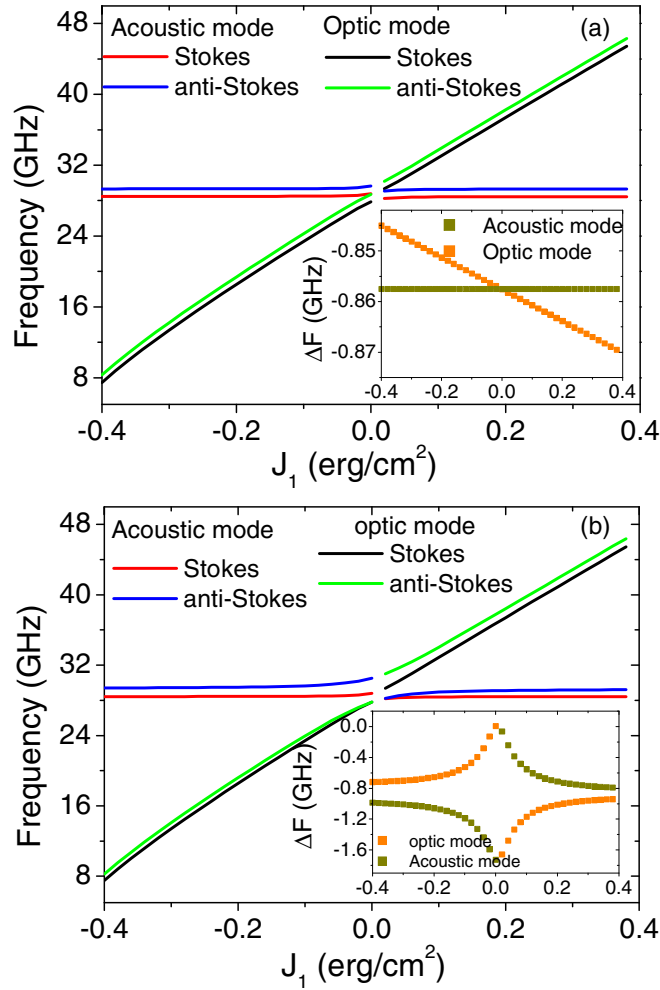 48
40
32
24
16
8
Frequency (GHz)
Acoustic mode Optic mode (a)
Stokes Stokes
anti-Stokes anti-Stokes
Acoustic mode
Optic mode
-0.85
-0.86
-0.87
ΔF (GHz)
-0.4 -0.2 0.0 0.2 0.4
-0.4 -0.2 0.0 0.2 0.4
J1 (erg/cm2)
48
40
32
24
16
8
Frequency (GHz)
Acoustic mode optic mode (b)
Stokes Stokes
anti-Stokes anti-Stokes
0.0
-0.4
-0.8
-1.2
-1.6
ΔF (GHz)
optic mode
Acoustic mode
-0.4 -0.2 0.0 0.2 0.4
-0.4 -0.2 0.0 0.2 0.4
J1 (erg/cm2)